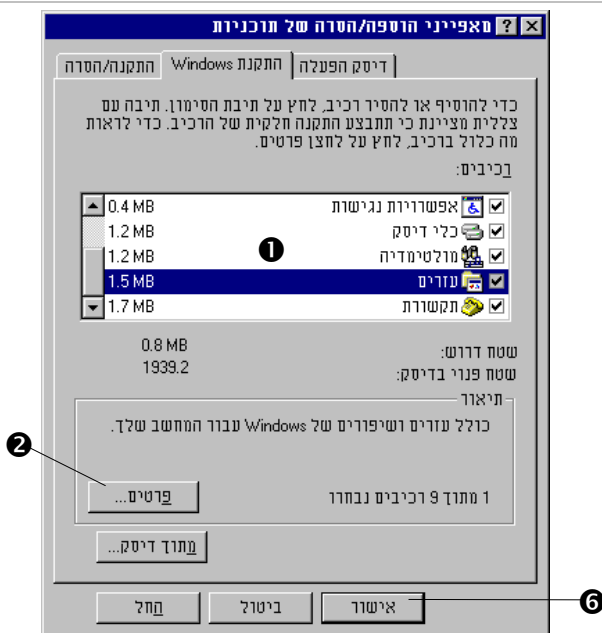 מאפייני הוספה/הסרה של תוכניות
דיסק הפעלה התקנת Windows התקנה/הסרה
כדי להוסיף או להסיר רכיב, לחץ על תיבת הסימון. תיבה עם
צללית מציינת כי תתבצע התקנה חלקית של הרכיב. כדי לראות
מה כלול ברכיב, לחץ על לחצן פרטים.
רכיבים:
אפשרויות נגישות 0.4 MB
כלי דיסק 1.2 MB
מולטימדיה 1.2 MB
❶
עזרים 1.5 MB
תקשורת 1.7 MB
שטח דרוש: 0.8 MB
שטח פנוי בדיסק: 1939.2
תיאור
כולל עזרים ושיפורים של Windows עבור המחשב שלך.
❷
1 מתוך 9 רכיבים נבחרו פרטים...
מתוך דיסק...
❻ אישור ביטול החל